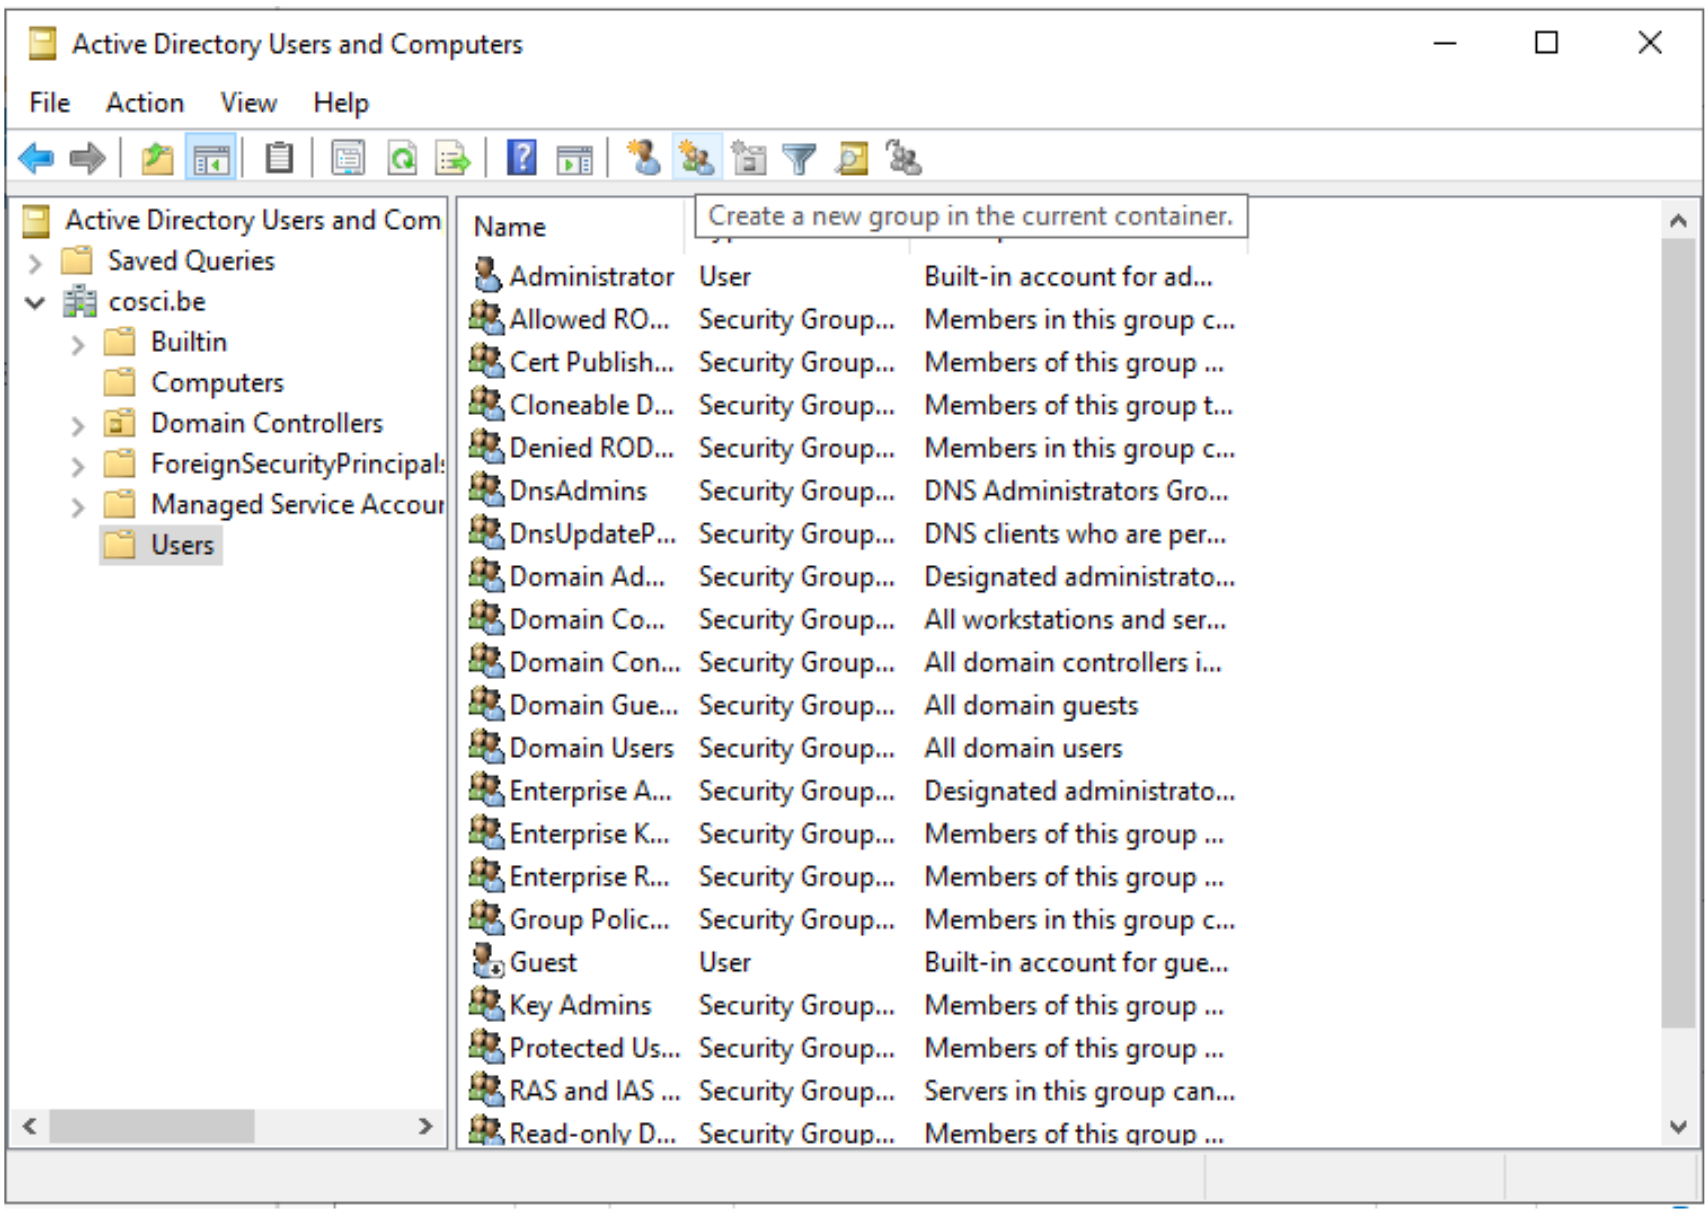 Active Directory Users and Computers
File Action View Help
Create a new group in the current container.
Active Directory Users and Com
Saved Queries
cosci.be
Builtin
Computers
Domain Controllers
ForeignSecurityPrincipals
Managed Service Accour
Users
Name
Administrator User Built-in account for ad...
Allowed RO... Security Group... Members in this group c...
Cert Publish... Security Group... Members of this group ...
Cloneable D... Security Group... Members of this group t...
Denied ROD... Security Group... Members in this group c...
DnsAdmins Security Group... DNS Administrators Gro...
DnsUpdateP... Security Group... DNS clients who are per...
Domain Ad... Security Group... Designated administrato...
Domain Co... Security Group... All workstations and ser...
Domain Con... Security Group... All domain controllers i...
Domain Gue... Security Group... All domain guests
Domain Users Security Group... All domain users
Enterprise A... Security Group... Designated administrato...
Enterprise K... Security Group... Members of this group ...
Enterprise R... Security Group... Members of this group ...
Group Polic... Security Group... Members in this group c...
Guest User Built-in account for gue...
Key Admins Security Group... Members of this group ...
Protected Us... Security Group... Members of this group ...
RAS and IAS ... Security Group... Servers in this group can...
Read-only D... Security Group... Members of this group ...